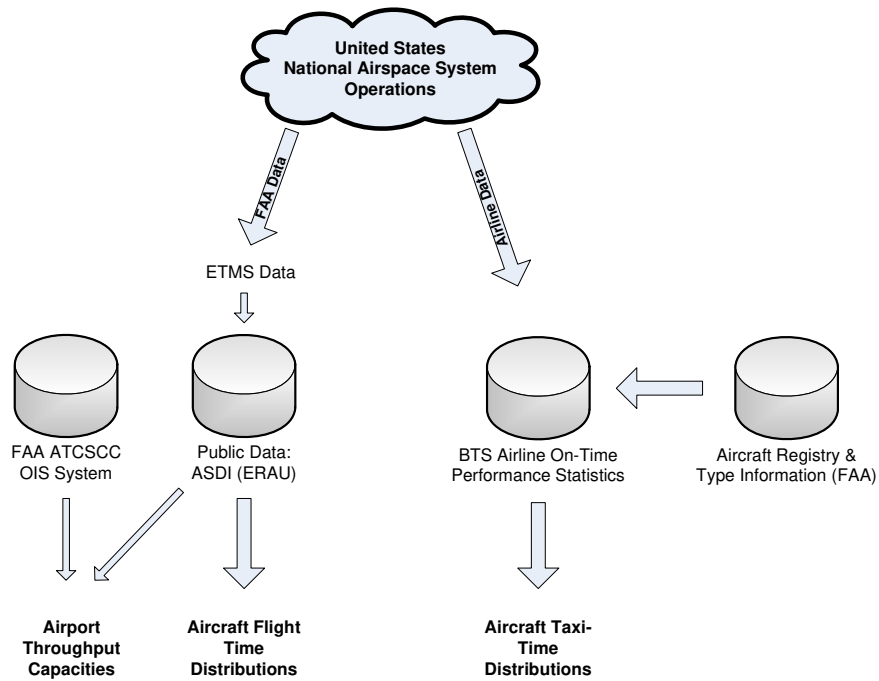 United States
National Airspace System
Operations
FAA Data
Airline Data
ETMS Data
FAA ATCSCC
OIS System
Public Data:
ASDI (ERAU)
BTS Airline On-Time
Performance Statistics
Aircraft Registry &
Type Information (FAA)
Airport
Throughput
Capacities
Aircraft Flight
Time
Distributions
Aircraft Taxi-
Time
Distributions